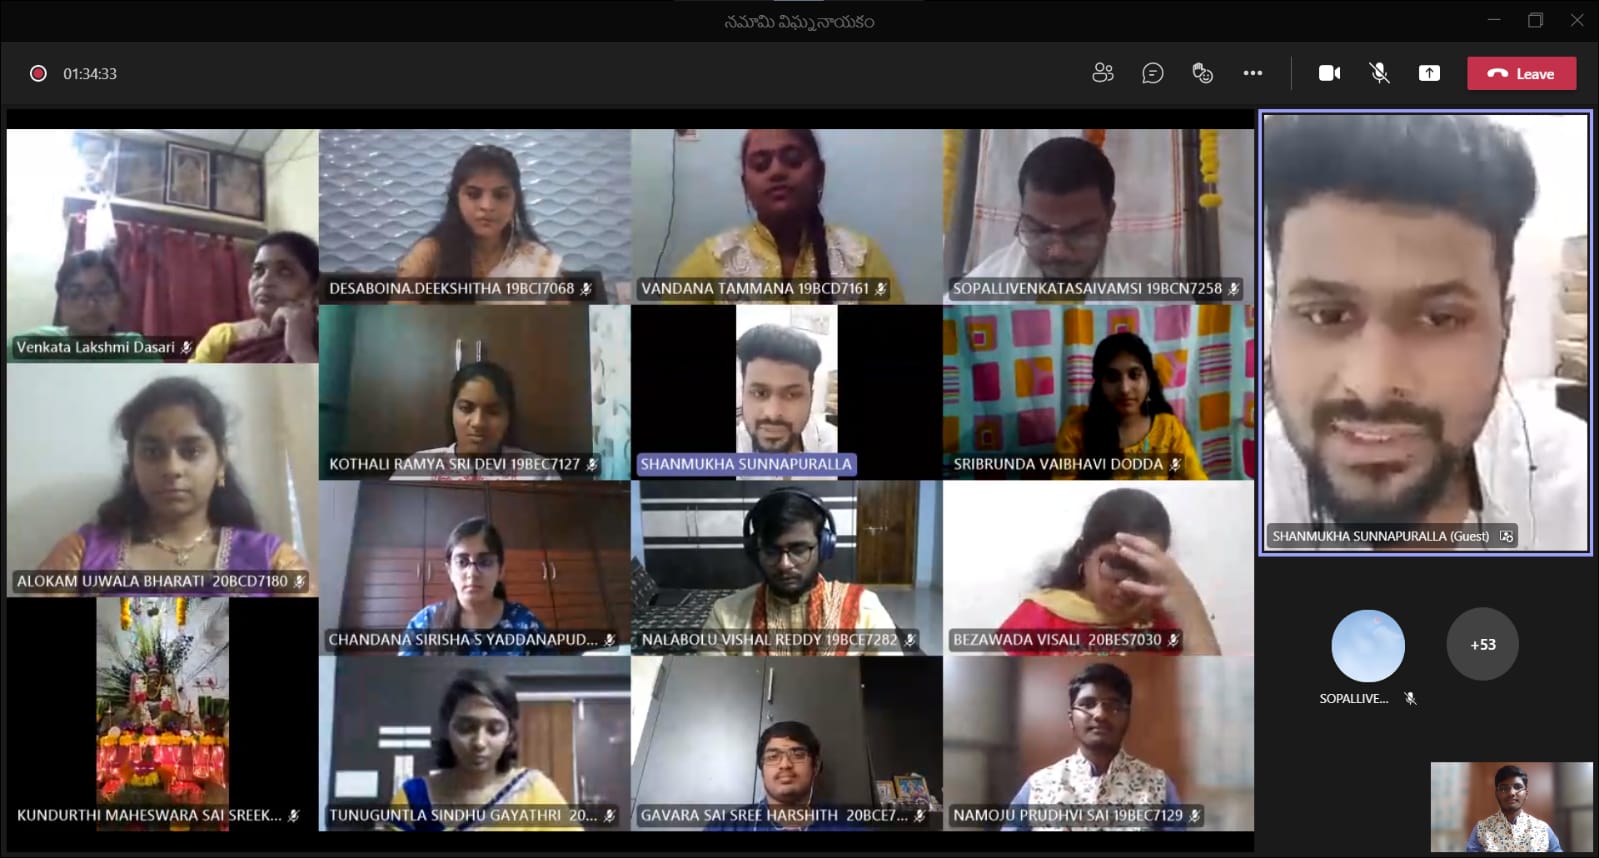 నమామి విఘ్ననాయకం
01:34:33
Leave
Venkata Lakshmi Dasari
DESABOINA.DEEKSHITHA 19BCI7068
VANDANA TAMMANA 19BCD7161
SOPALLIVENKATASAIVAMSI 19BCN7258
KOTHALI RAMYA SRI DEVI 19BEC7127
SHANMUKHA SUNNAPURALLA
SRIBRUNDA VAIBHAVI DODDA
SHANMUKHA SUNNAPURALLA (Guest)
ALOKAM UJWALA BHARATI 20BCD7180
CHANDANA SIRISHA S YADDANAPUD...
NALABOLU VISHAL REDDY 19BCE7282
BEZAWADA VISALI 20BES7030
+53
SOPALLIVE...
KUNDURTHI MAHESWARA SAI SREEK...
TUNUGUNTLA SINDHU GAYATHRI 20...
GAVARA SAI SREE HARSHITH 20BCE7...
NAMOJU PRUDHVI SAI 19BEC7129